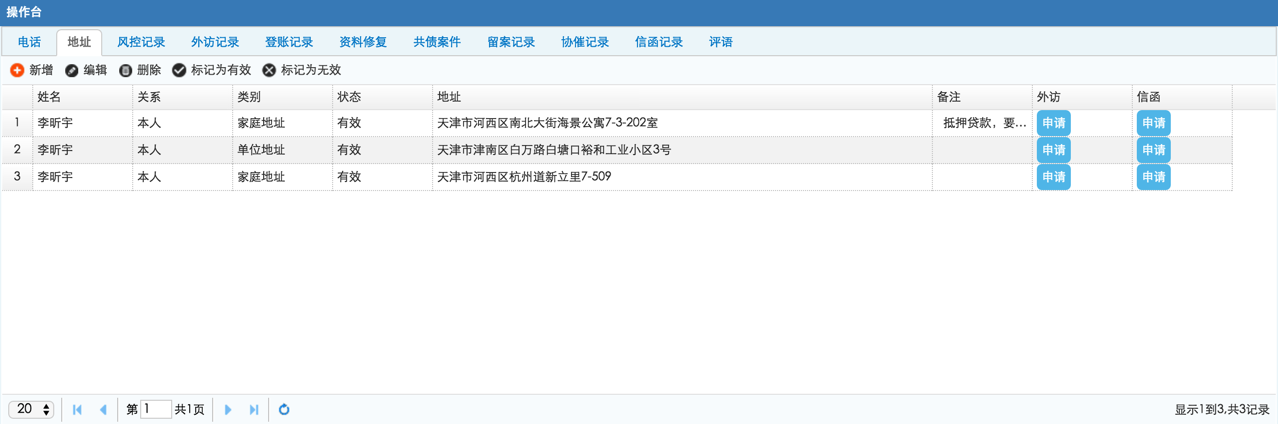 操作台
电话 地址 风控记录 外访记录 登账记录 资料修复 共债案件 留案记录 协催记录 信函记录 评语
新增 编辑 删除 标记为有效 标记为无效
姓名 关系 类别 状态 地址 备注 外访 信函
1 李昕宇 本人 家庭地址 有效 天津市河西区南北大街海景公寓7-3-202室 抵押贷款，要... 申请 申请
2 李昕宇 本人 单位地址 有效 天津市津南区白万路白塘口裕和工业小区3号 申请 申请
3 李昕宇 本人 家庭地址 有效 天津市河西区杭州道新立里7-509 申请 申请
20 第 1 共1页 显示1到3,共3记录